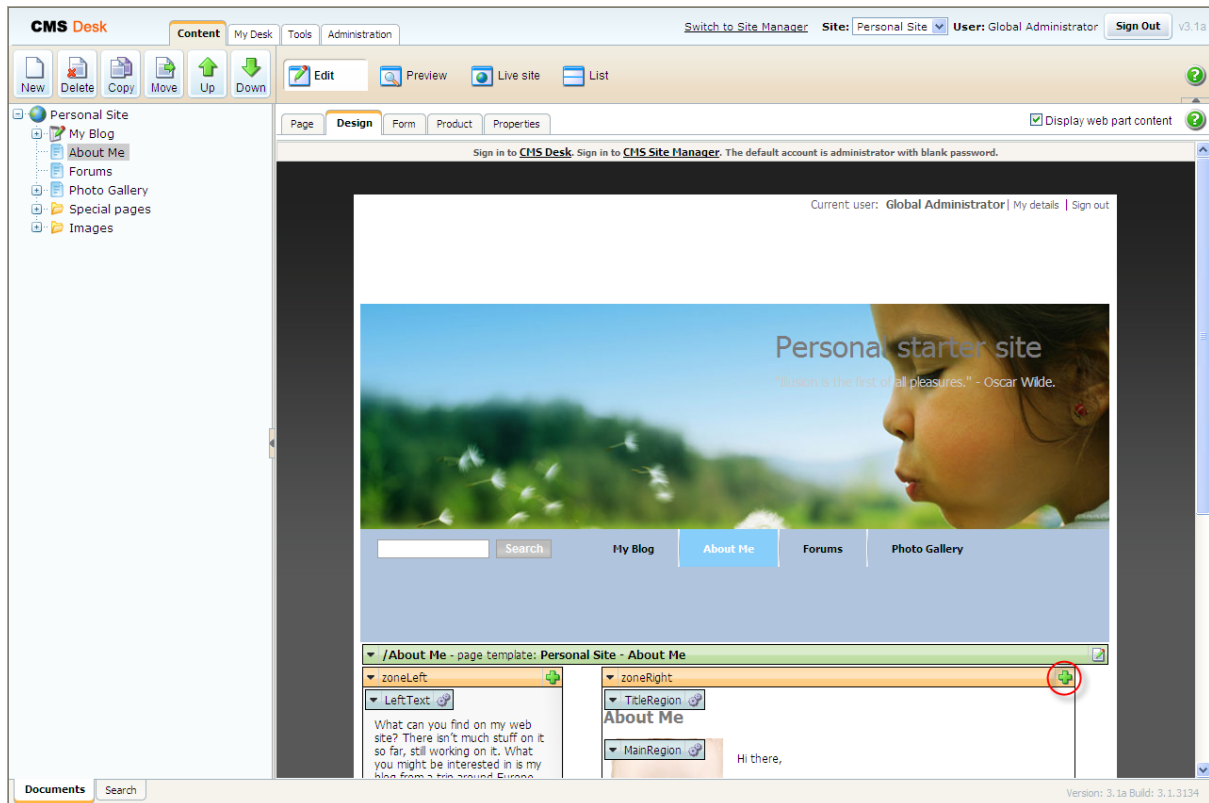 CMS Desk
Content My Desk Tools Administration
Switch to Site Manager Site: Personal Site User: Global Administrator Sign Out v3.1a
New Delete Copy Move Up Down
Edit Preview Live site List
Personal Site
My Blog
About Me
Forums
Photo Gallery
Special pages
Images
Page Design Form Product Properties
Display web part content
Sign in to CMS Desk. Sign in to CMS Site Manager. The default account is administrator with blank password.
Current user: Global Administrator | My details | Sign out
Personal starter site
is the first of all pleasures." - Oscar Wilde.
Search
My Blog About Me Forums Photo Gallery
/About Me - page template: Personal Site - About Me
zoneLeft
LeftText
What can you find on my web
site? There isn't much stuff on it
so far, still working on it. What
you might be interested in is my
blog from a trip around Europe
zoneRight
TitleRegion
About Me
MainRegion
Hi there,
Documents Search
Version: 3.1a Build: 3.1.3134